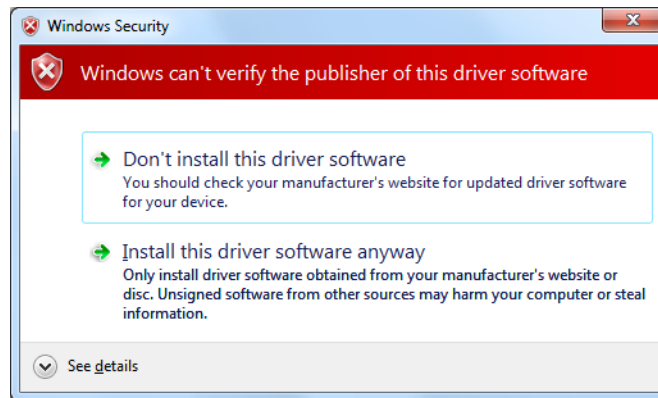 Windows Security
Windows can't verify the publisher of this driver software
Don't install this driver software
You should check your manufacturer's website for updated driver software
for your device.
Install this driver software anyway
Only install driver software obtained from your manufacturer's website or
disc. Unsigned software from other sources may harm your computer or steal
information.
See details